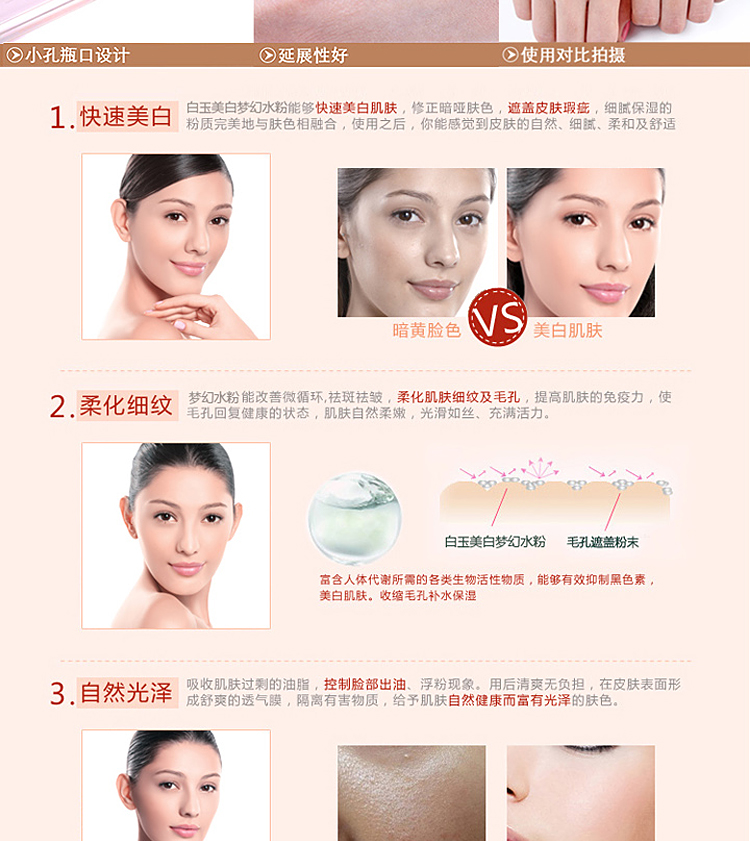 小孔瓶口设计
延展性好
使用对比拍摄
1. 快速美白
白玉美白梦幻水粉能够快速美白肌肤，修正暗哑肤色，遮盖皮肤瑕疵，细腻保湿的
粉质完美地与肤色相融合，使用之后，你能感觉到皮肤的自然、细腻、柔和及舒适
VS
暗黄脸色
美白肌肤
2. 柔化细纹
梦幻水粉能改善微循环,祛斑祛皱，柔化肌肤细纹及毛孔，提高肌肤的免疫力，使
毛孔回复健康的状态，肌肤自然柔嫩，光滑如丝、充满活力。
白玉美白梦幻水粉
毛孔遮盖粉末
富含人体代谢所需的各类生物活性物质，能够有效抑制黑色素，
美白肌肤。收缩毛孔补水保湿
3. 自然光泽
吸收肌肤过剩的油脂，控制脸部出油、浮粉现象。用后清爽无负担，在皮肤表面形
成舒爽的透气膜，隔离有害物质，给予肌肤自然健康而富有光泽的肤色。